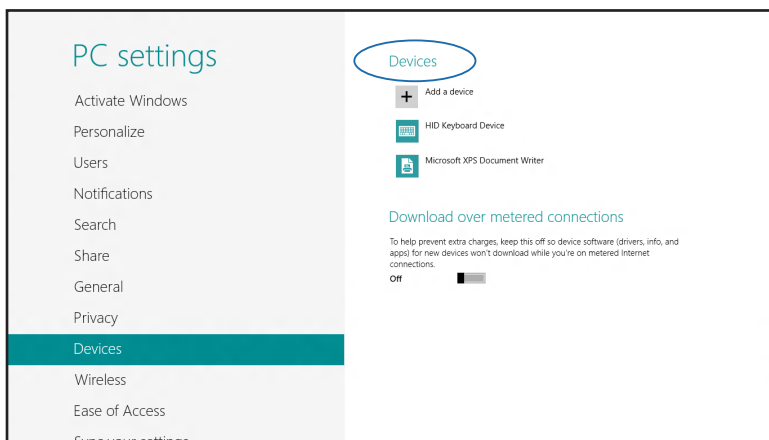 PC settings
Activate Windows
Personalize
Users
Notifications
Search
Share
General
Privacy
Devices
Wireless
Ease of Access
Sync your settings
Devices
Add a device
HID Keyboard Device
Microsoft XPS Document Writer
Download over metered connections
To help prevent extra charges, keep this off so device software (drivers, info, and
apps) for new devices won't download while you're on metered Internet
connections.
Off